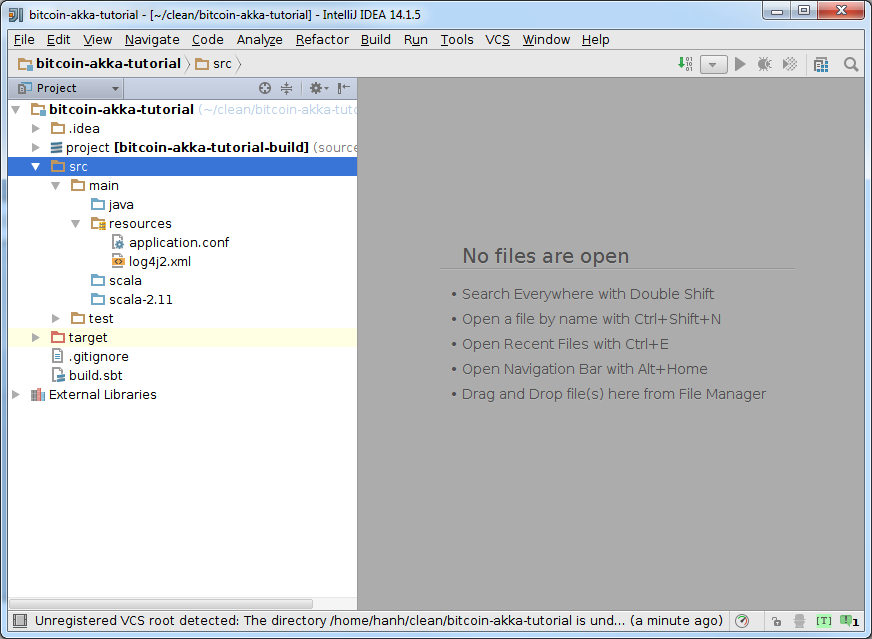 bitcoin-akka-tutorial - [~/clean/bitcoin-akka-tutorial] - IntelliJ IDEA 14.1.5
File Edit View Navigate Code Analyze Refactor Build Run Tools VCS Window Help
bitcoin-akka-tutorial src
Project
bitcoin-akka-tutorial (~/clean/bitcoin-akka-tuto
.idea
project [bitcoin-akka-tutorial-build] (source
src
main
java
resources
application.conf
log4j2.xml
scala
scala-2.11
test
target
.gitignore
build.sbt
External Libraries
No files are open
• Search Everywhere with Double Shift
• Open a file by name with Ctrl+Shift+N
• Open Recent Files with Ctrl+E
• Open Navigation Bar with Alt+Home
• Drag and Drop file(s) here from File Manager
Unregistered VCS root detected: The directory /home/hanh/clean/bitcoin-akka-tutorial is und... (a minute ago) [T] 1